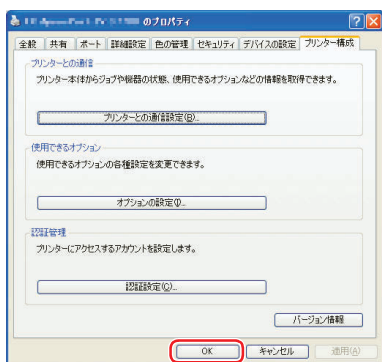 のプロパティ
全般 共有 ポート 詳細設定 色の管理 セキュリティ デバイスの設定 プリンター構成
プリンターとの通信
プリンター本体からジョブや機器の状態、使用できるオプションなどの情報を取得できます。
プリンターとの通信設定(B)...
使用できるオプション
使用できるオプションの各種設定を変更できます。
オプションの設定(I)...
認証管理
プリンターにアクセスするアカウントを設定します。
認証設定(C)...
バージョン情報
OK キャンセル 適用(A)